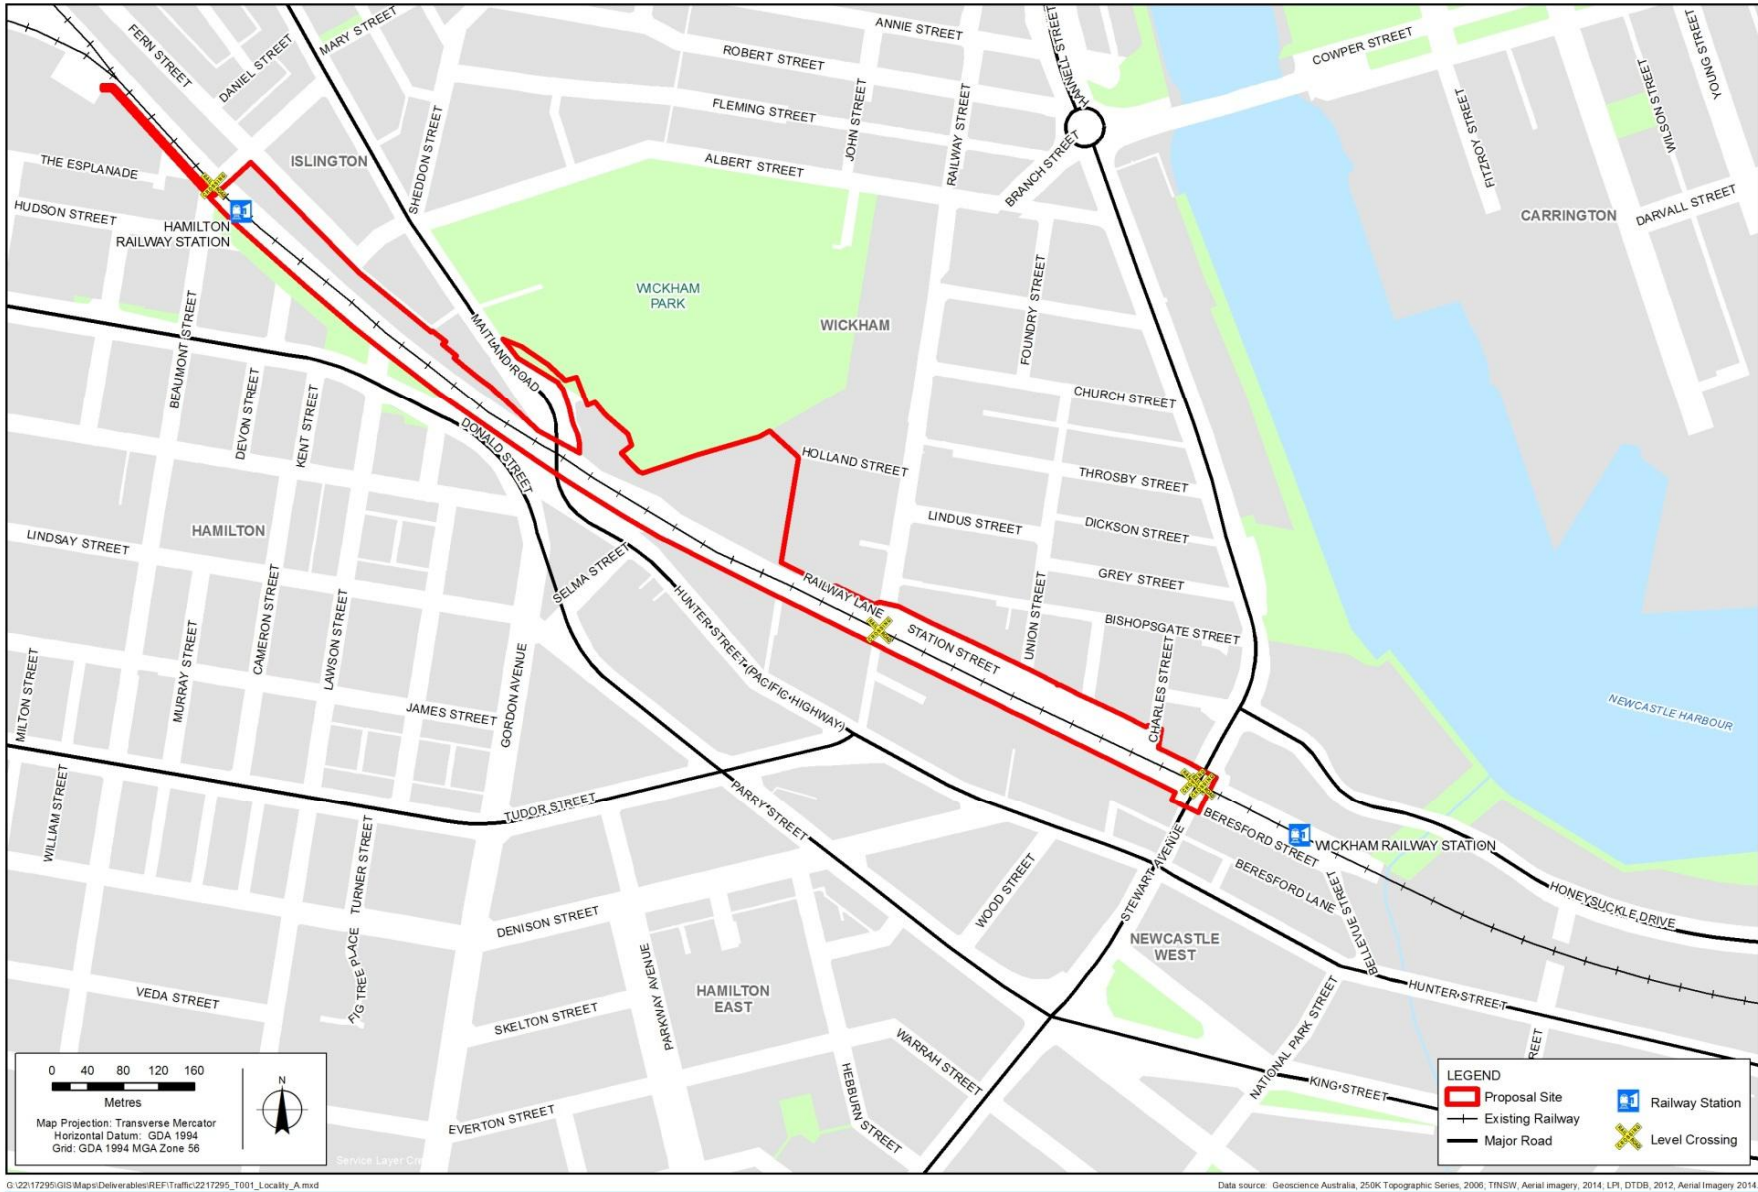 FERN STREET
DANIEL STREET
MARY STREET
ANNIE STREET
ROBERT STREET
FLEMING STREET
ALBERT STREET
JOHN STREET
RAILWAY STREET
HANNELL STREET
BRANCH STREET
COWPER STREET
YOUNG STREET
WILSON STREET
FITZROY STREET
DARVALL STREET
CARRINGTON
THE ESPLANADE
HUDSON STREET
ISLINGTON
SHEDDON STREET
HAMILTON
RAILWAY STATION
WICKHAM
PARK
WICKHAM
FOUNDRY STREET
BEAUMONT STREET
MAITLAND ROAD
DEVON STREET
KENT STREET
DONALD STREET
CHURCH STREET
HOLLAND STREET
THROSBY STREET
LINDUS STREET
DICKSON STREET
HAMILTON
LINDSAY STREET
SELMA STREET
GREY STREET
RAILWAY LANE
UNION STREET
BISHOPSGATE STREET
STATION STREET
CHARLES STREET
CAMERON STREET
LAWSON STREET
MURRAY STREET
MILTON STREET
GORDON AVENUE
JAMES STREET
HUNTER STREET (PACIFIC HIGHWAY)
NEWCASTLE HARBOUR
WILLIAM STREET
TUDOR STREET
PARRY STREET
TURNER STREET
FIG TREE PLACE
BERESFORD STREET
WICKHAM RAILWAY STATION
BERESFORD LANE
BELLEVUE STREET
HONEYSUCKLE DRIVE
WOOD STREET
STEWART AVENUE
DENISON STREET
NEWCASTLE
WEST
VEDA STREET
SKELTON STREET
PARKWAY AVENUE
HAMILTON
EAST
HUNTER STREET
NATIONAL PARK STREET
WARRAH STREET
HEBBURN STREET
EVERTON STREET
KING STREET
REET
0 40 80 120 160
Metres
N
Map Projection: Transverse Mercator
Horizontal Datum: GDA 1994
Grid: GDA 1994 MGA Zone 56
Service Layer Cre
LEGEND
Proposal Site
Existing Railway
Major Road
Railway Station
Level Crossing
G:\22\17295\GIS\Maps\Deliverables\REF\Traffic\2217295_T001_Locality_A.mxd
Data source: Geoscience Australia, 250K Topographic Series, 2006; TfNSW, Aerial imagery, 2014; LPI, DTDB, 2012, Aerial Imagery 2014.